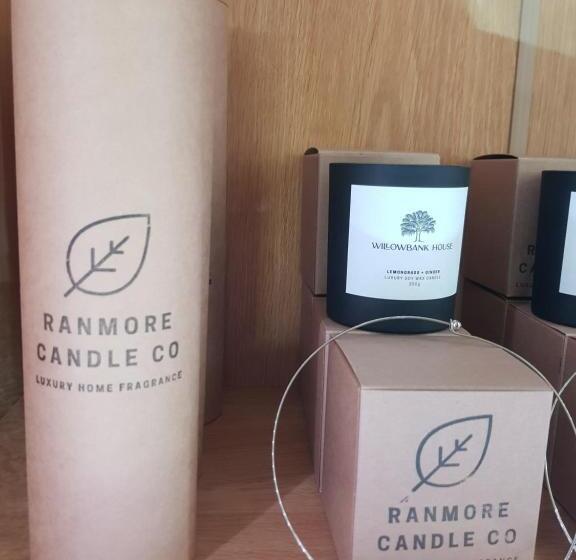 RANMORE
CANDLE CO
LUXURY HOME FRAGRANCE
WILLOWBANK HOUSE
LEMONGRASS + GINGER
LUXURY SOY WAX CANDLE
RANMORE
CANDLE CO